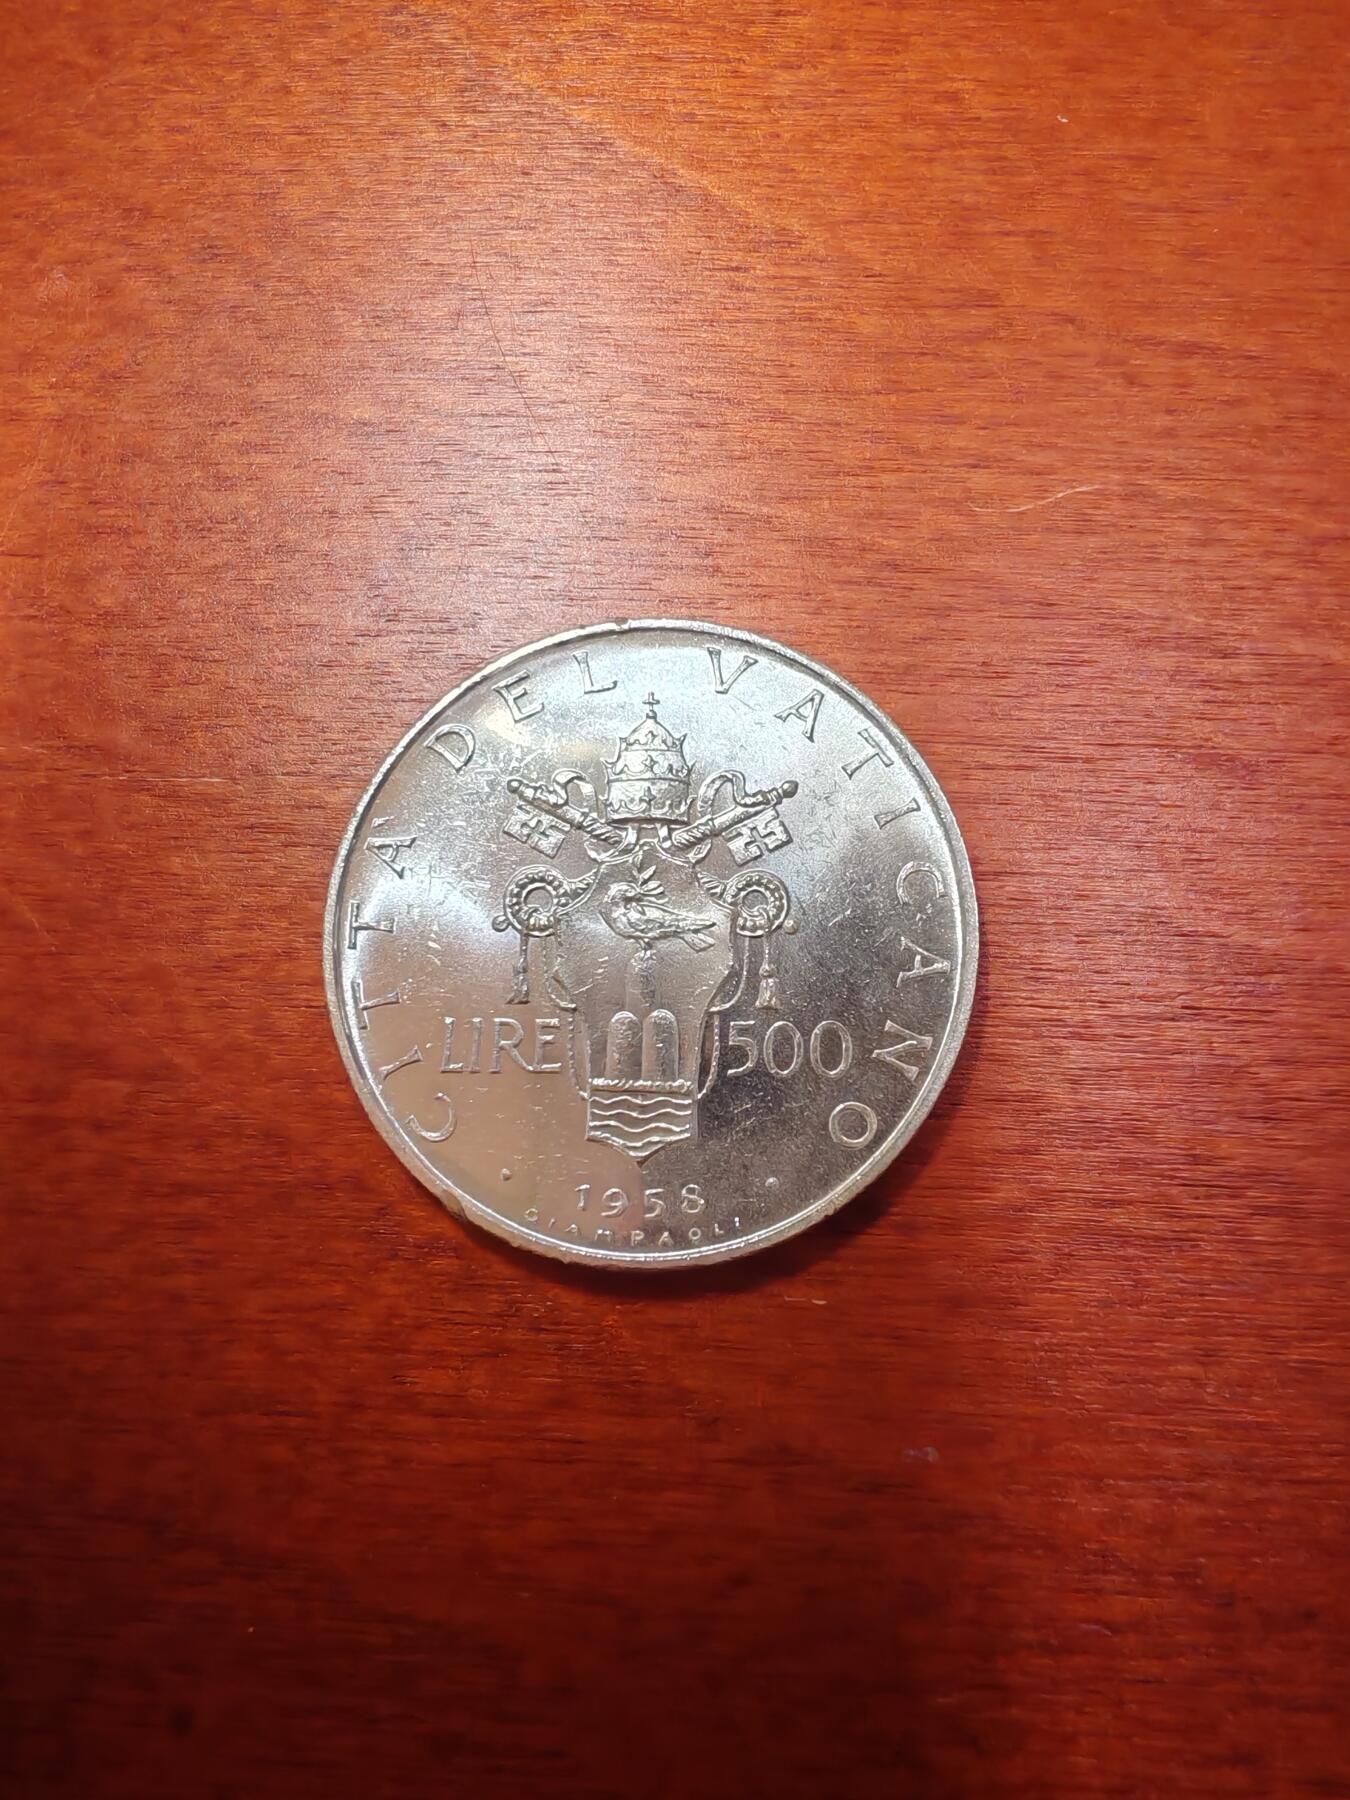 CITTA' DEL VATICANO
LIRE 500
1958
GIAMPAOLI